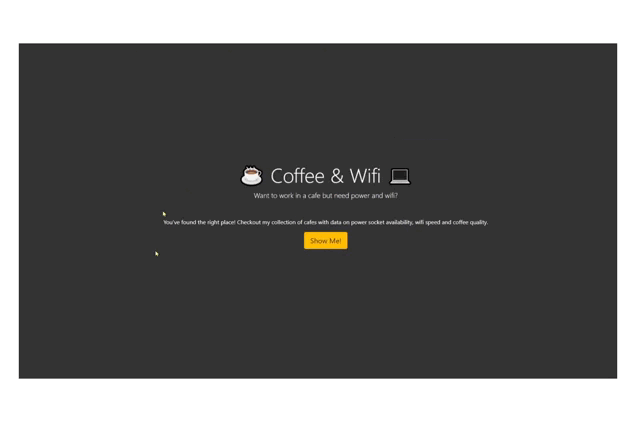 ☕ Coffee & Wifi 💻
Want to work in a cafe but need power and wifi?
You've found the right place! Checkout my collection of cafes with data on power socket availability, wifi speed and coffee quality.
Show Me!